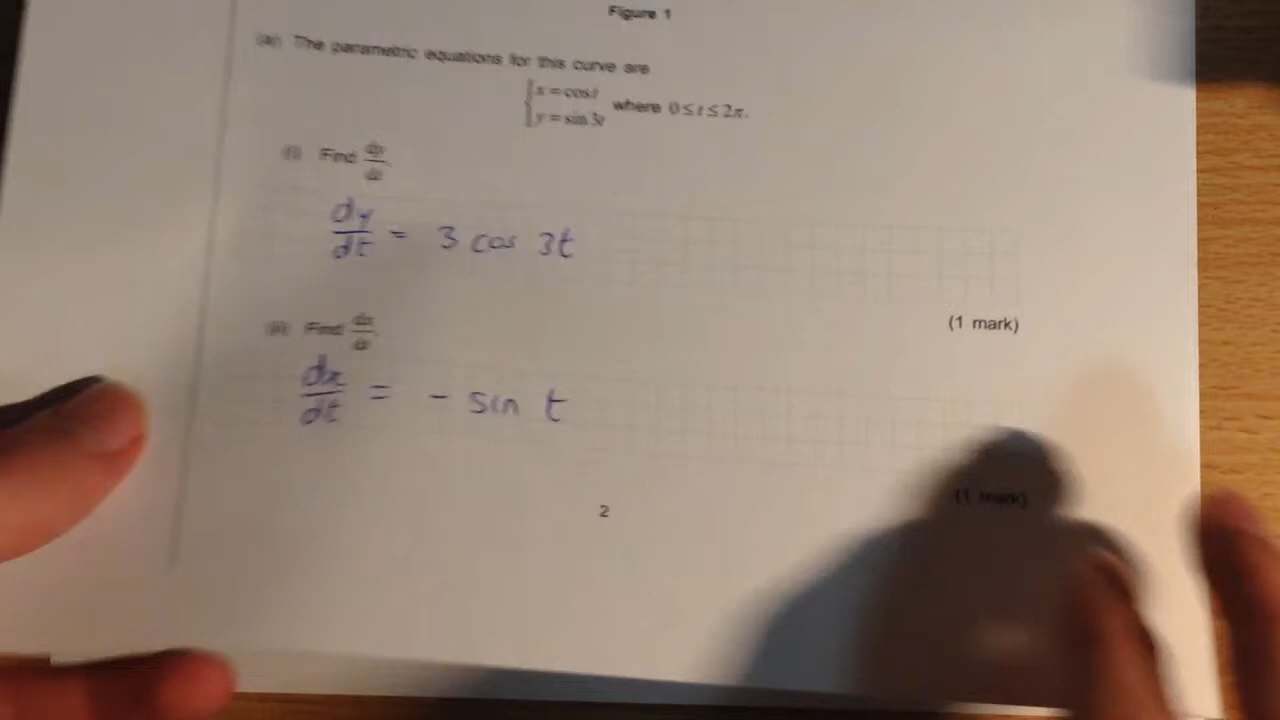 Figure 1
(a) The parametric equations for this curve are
x = cos t
y = sin 3t
where 0 ≤ t ≤ 2π.
(i) Find dy/dt.
dy/dt = 3 cos 3t
(1 mark)
(ii) Find dx/dt.
dx/dt = - sin t
(1 mark)
2